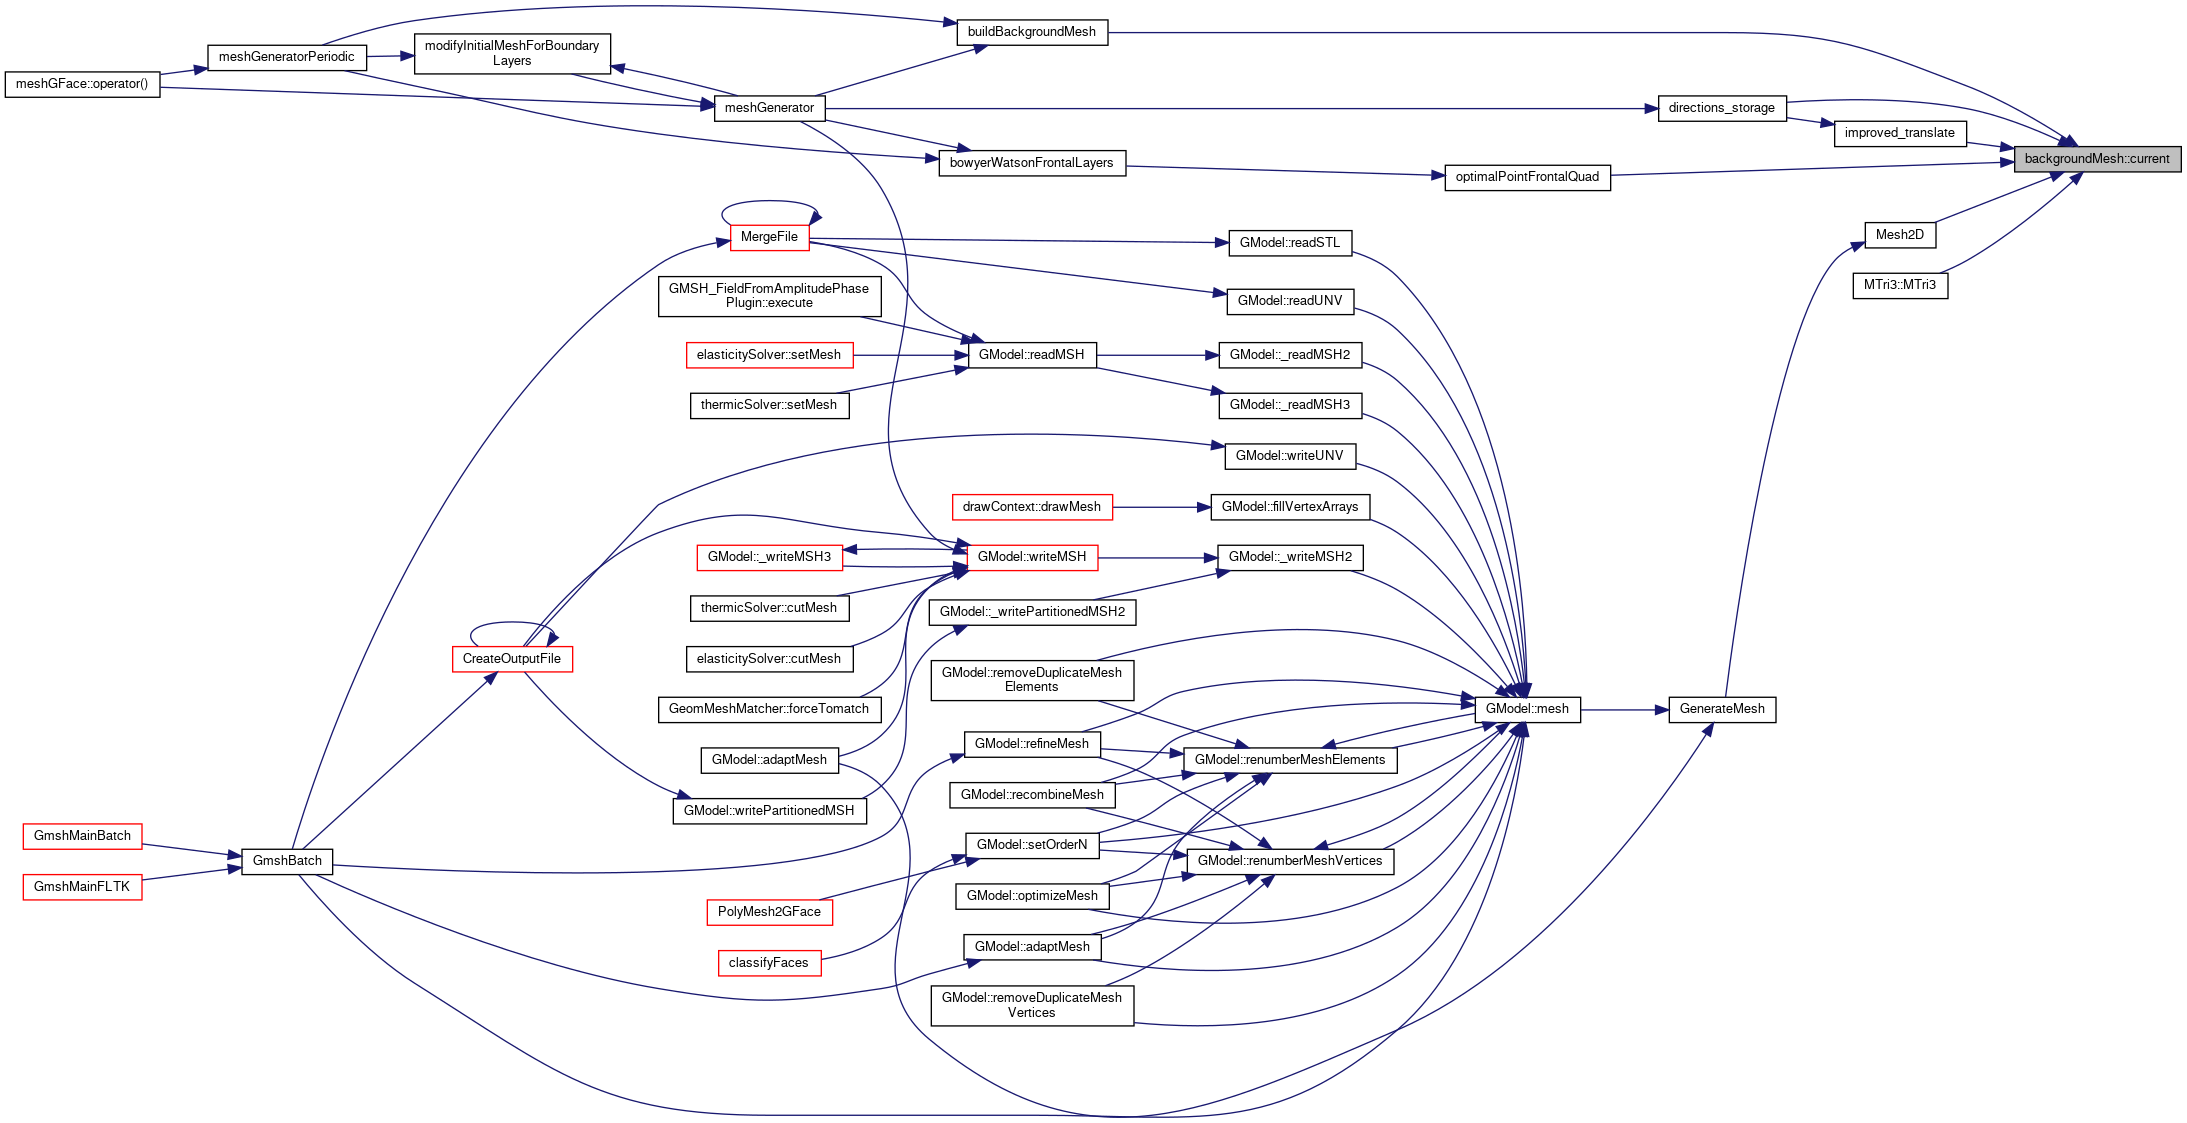 buildBackgroundMesh
modifyInitialMeshForBoundary
Layers
meshGeneratorPeriodic
meshGFace::operator()
meshGenerator
directions_storage
improved_translate
backgroundMesh::current
bowyerWatsonFrontalLayers
optimalPointFrontalQuad
MergeFile
GModel::readSTL
Mesh2D
GMSH_FieldFromAmplitudePhase
Plugin::execute
GModel::readUNV
MTri3::MTri3
elasticitySolver::setMesh
GModel::readMSH
GModel::_readMSH2
thermicSolver::setMesh
GModel::_readMSH3
GModel::writeUNV
drawContext::drawMesh
GModel::fillVertexArrays
GModel::_writeMSH3
GModel::writeMSH
GModel::_writeMSH2
thermicSolver::cutMesh
GModel::_writePartitionedMSH2
CreateOutputFile
elasticitySolver::cutMesh
GModel::removeDuplicateMesh
Elements
GeomMeshMatcher::forceTomatch
GModel::mesh
GenerateMesh
GModel::adaptMesh
GModel::refineMesh
GModel::renumberMeshElements
GModel::writePartitionedMSH
GModel::recombineMesh
GmshMainBatch
GmshBatch
GModel::setOrderN
GModel::renumberMeshVertices
GmshMainFLTK
PolyMesh2GFace
GModel::optimizeMesh
classifyFaces
GModel::adaptMesh
GModel::removeDuplicateMesh
Vertices